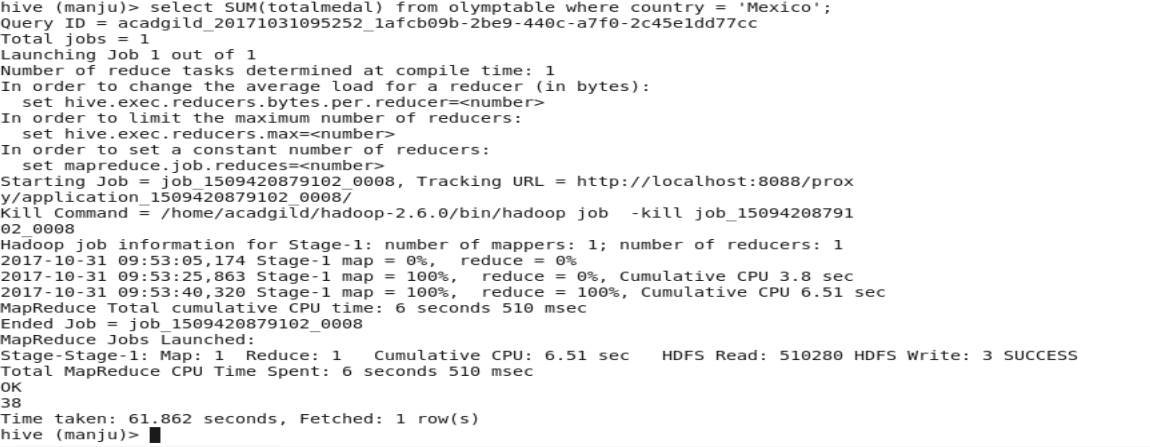 hive (manju)> select SUM(totalmedal) from olymptable where country = 'Mexico';
Query ID = acadgild_20171031095252_1afcb09b-2be9-440c-a7f0-2c45e1dd77cc
Total jobs = 1
Launching Job 1 out of 1
Number of reduce tasks determined at compile time: 1
In order to change the average load for a reducer (in bytes):
  set hive.exec.reducers.bytes.per.reducer=<number>
In order to limit the maximum number of reducers:
  set hive.exec.reducers.max=<number>
In order to set a constant number of reducers:
  set mapreduce.job.reduces=<number>
Starting Job = job_1509420879102_0008, Tracking URL = http://localhost:8088/prox
y/application_1509420879102_0008/
Kill Command = /home/acadgild/hadoop-2.6.0/bin/hadoop job  -kill job_15094208791
02_0008
Hadoop job information for Stage-1: number of mappers: 1; number of reducers: 1
2017-10-31 09:53:05,174 Stage-1 map = 0%,  reduce = 0%
2017-10-31 09:53:25,863 Stage-1 map = 100%,  reduce = 0%, Cumulative CPU 3.8 sec
2017-10-31 09:53:40,320 Stage-1 map = 100%,  reduce = 100%, Cumulative CPU 6.51 sec
MapReduce Total cumulative CPU time: 6 seconds 510 msec
Ended Job = job_1509420879102_0008
MapReduce Jobs Launched:
Stage-Stage-1: Map: 1  Reduce: 1   Cumulative CPU: 6.51 sec   HDFS Read: 510280 HDFS Write: 3 SUCCESS
Total MapReduce CPU Time Spent: 6 seconds 510 msec
OK
38
Time taken: 61.862 seconds, Fetched: 1 row(s)
hive (manju)>